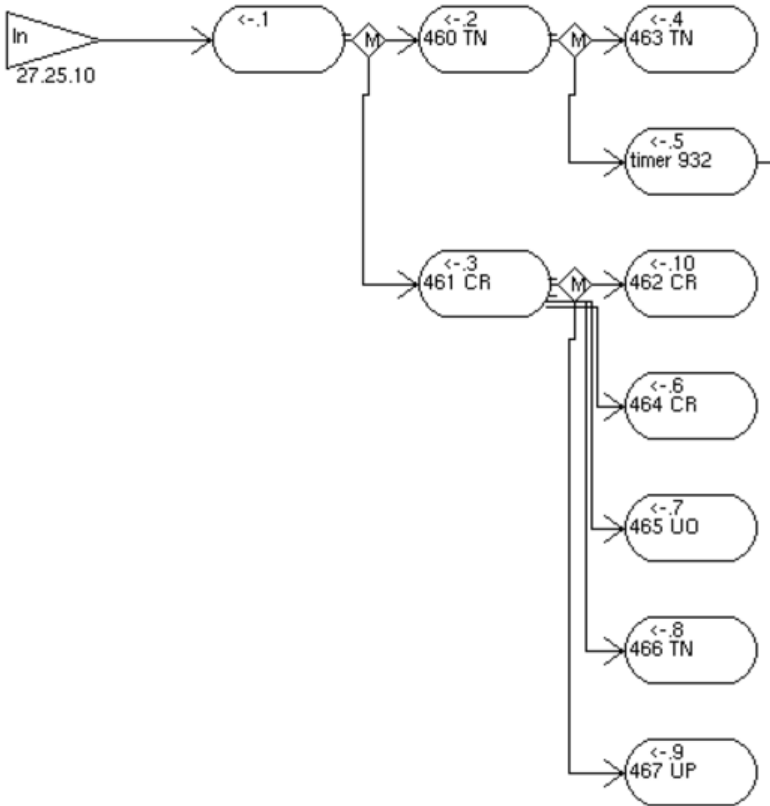 In
27.25.10
<-.1
M
<-.2
460 TN
M
<-.4
463 TN
<-.5
timer 932
<-.3
461 CR
M
<-.10
462 CR
<-.6
464 CR
<-.7
465 UO
<-.8
466 TN
<-.9
467 UP